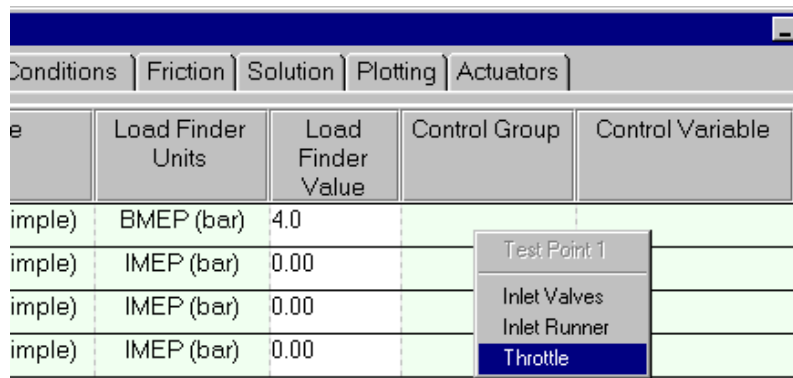 Conditions Friction Solution Plotting Actuators
e Load Finder Units Load Finder Value Control Group Control Variable
imple) BMEP (bar) 4.0
imple) IMEP (bar) 0.00
imple) IMEP (bar) 0.00
imple) IMEP (bar) 0.00
Test Point 1
Inlet Valves
Inlet Runner
Throttle